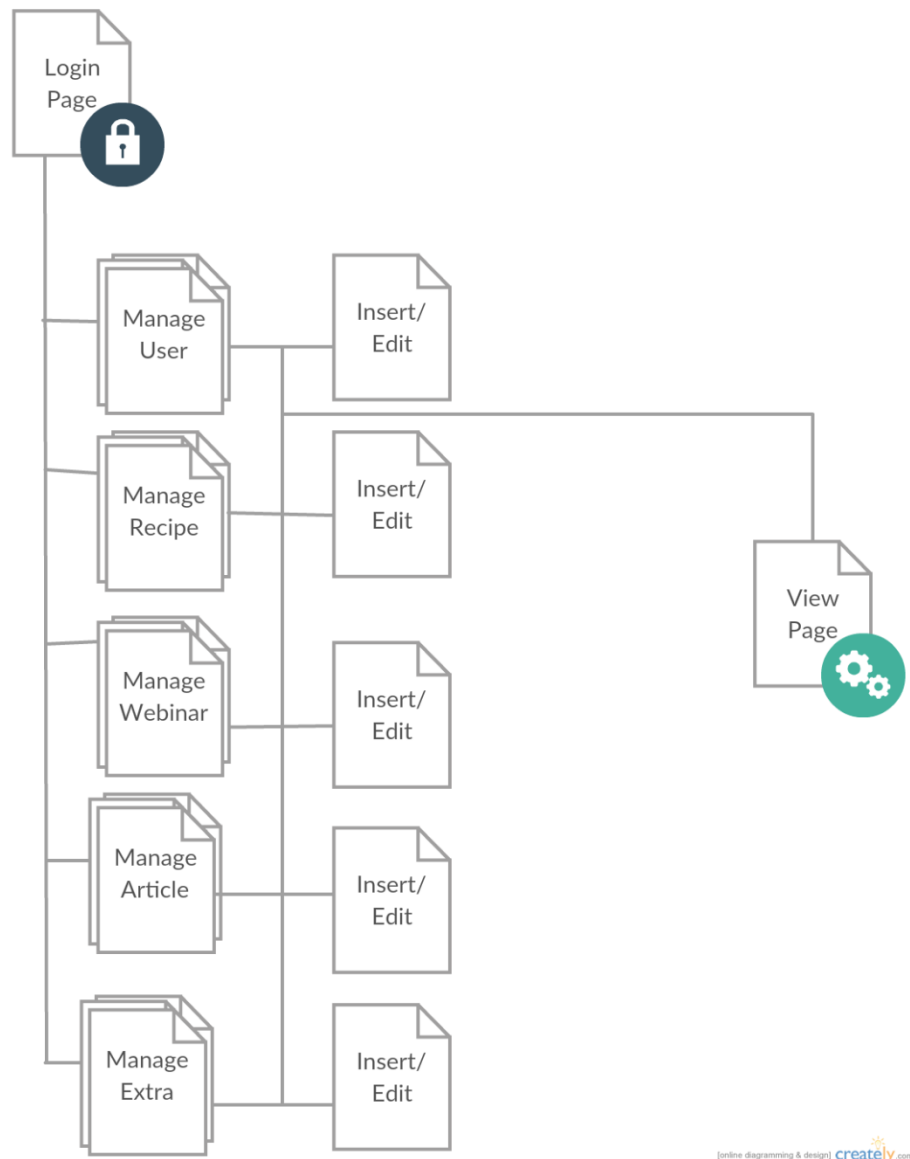 Login
Page
Manage
User
Insert/
Edit
Manage
Recipe
Insert/
Edit
View
Page
Manage
Webinar
Insert/
Edit
Manage
Article
Insert/
Edit
Manage
Extra
Insert/
Edit
[online diagramming & design] creately.com